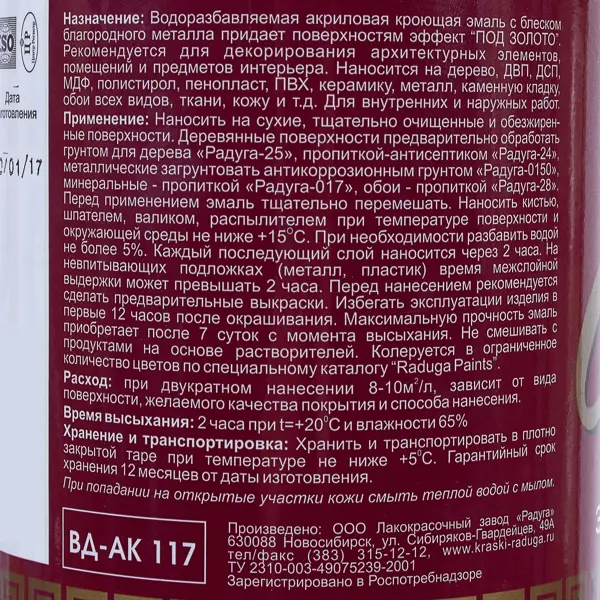 Назначение: Водоразбавляемая акриловая кроющая эмаль с блеском
благородного металла придает поверхностям эффект "ПОД ЗОЛОТО".
Рекомендуется для декорирования архитектурных элементов,
помещений и предметов интерьера. Наносится на дерево, ДВП, ДСП,
МДФ, полистирол, пенопласт, ПВХ, керамику, металл, каменную кладку,
обои всех видов, ткани, кожу и т.д. Для внутренних и наружных работ.
Применение: Наносить на сухие, тщательно очищенные и обезжирен-
ные поверхности. Деревянные поверхности предварительно обработать
грунтом для дерева «Радуга-25», пропиткой-антисептиком «Радуга-24»,
металлические загрунтовать антикоррозионным грунтом «Радуга-0150»,
минеральные - пропиткой «Радуга-017», обои - пропиткой «Радуга-28».
Перед применением эмаль тщательно перемешать. Наносить кистью,
шпателем, валиком, распылителем при температуре поверхности и
окружающей среды не ниже +15°С. При необходимости разбавить водой
не более 5%. Каждый последующий слой наносится через 2 часа. На
невпитывающих подложках (металл, пластик) время межслойной
выдержки может превышать 2 часа. Перед нанесением рекомендуется
сделать предварительные выкраски. Избегать эксплуатации изделия в
первые 12 часов после окрашивания. Максимальную прочность эмаль
приобретает после 7 суток с момента высыхания. Не смешивать с
продуктами на основе растворителей. Колеруется в ограниченное
количество цветов по специальному каталогу "Raduga Paints".
Расход: при двукратном нанесении 8-10м²/л, зависит от вида
поверхности, желаемого качества покрытия и способа нанесения.
Время высыхания: 2 часа при t=+20°С и влажности 65%
Хранение и транспортировка: Хранить и транспортировать в плотно
закрытой таре при температуре не ниже +5°С. Гарантийный срок
хранения 12 месяцев от даты изготовления.
При попадании на открытые участки кожи смыть теплой водой с мылом.
ВД-АК 117
Произведено: ООО Лакокрасочный завод «Радуга»
630088 Новосибирск, ул. Сибиряков-Гвардейцев, 49А
тел/факс (383) 315-12-12, www.kraski-raduga.ru
ТУ 2310-003-49075239-2001
Зарегистрировано в Роспотребнадзоре
ISO
Дата
зготовления
0/01/17